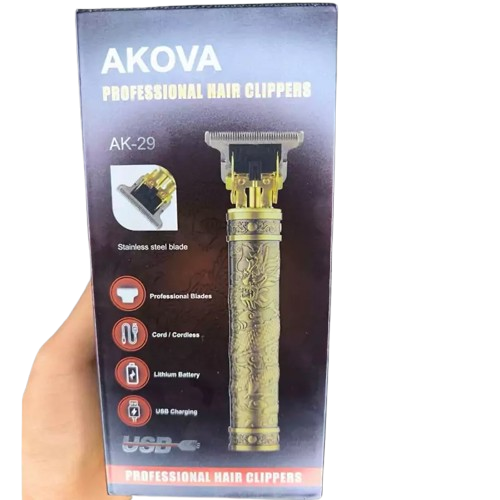 AKOVA
PROFESSIONAL HAIR CLIPPERS
AK-29
Stainless steel blade
Professional Blades
Cord / Cordless
Lithium Battery
USB Charging
USB
PROFESSIONAL HAIR CLIPPERS